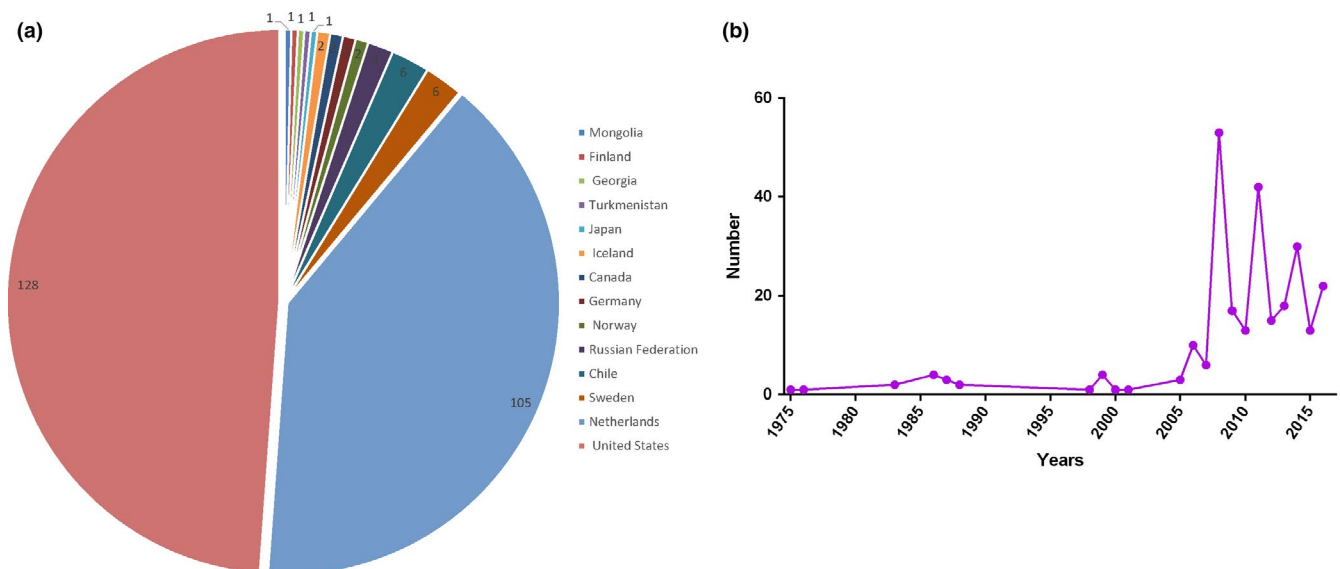 (a)
1 1 1 1 1
2
2
6
6
128
105
Mongolia
Finland
Georgia
Turkmenistan
Japan
Iceland
Canada
Germany
Norway
Russian Federation
Chile
Sweden
Netherlands
United States
(b)
Number
60
40
20
0
1975 1980 1985 1990 1995 2000 2005 2010 2015
Years